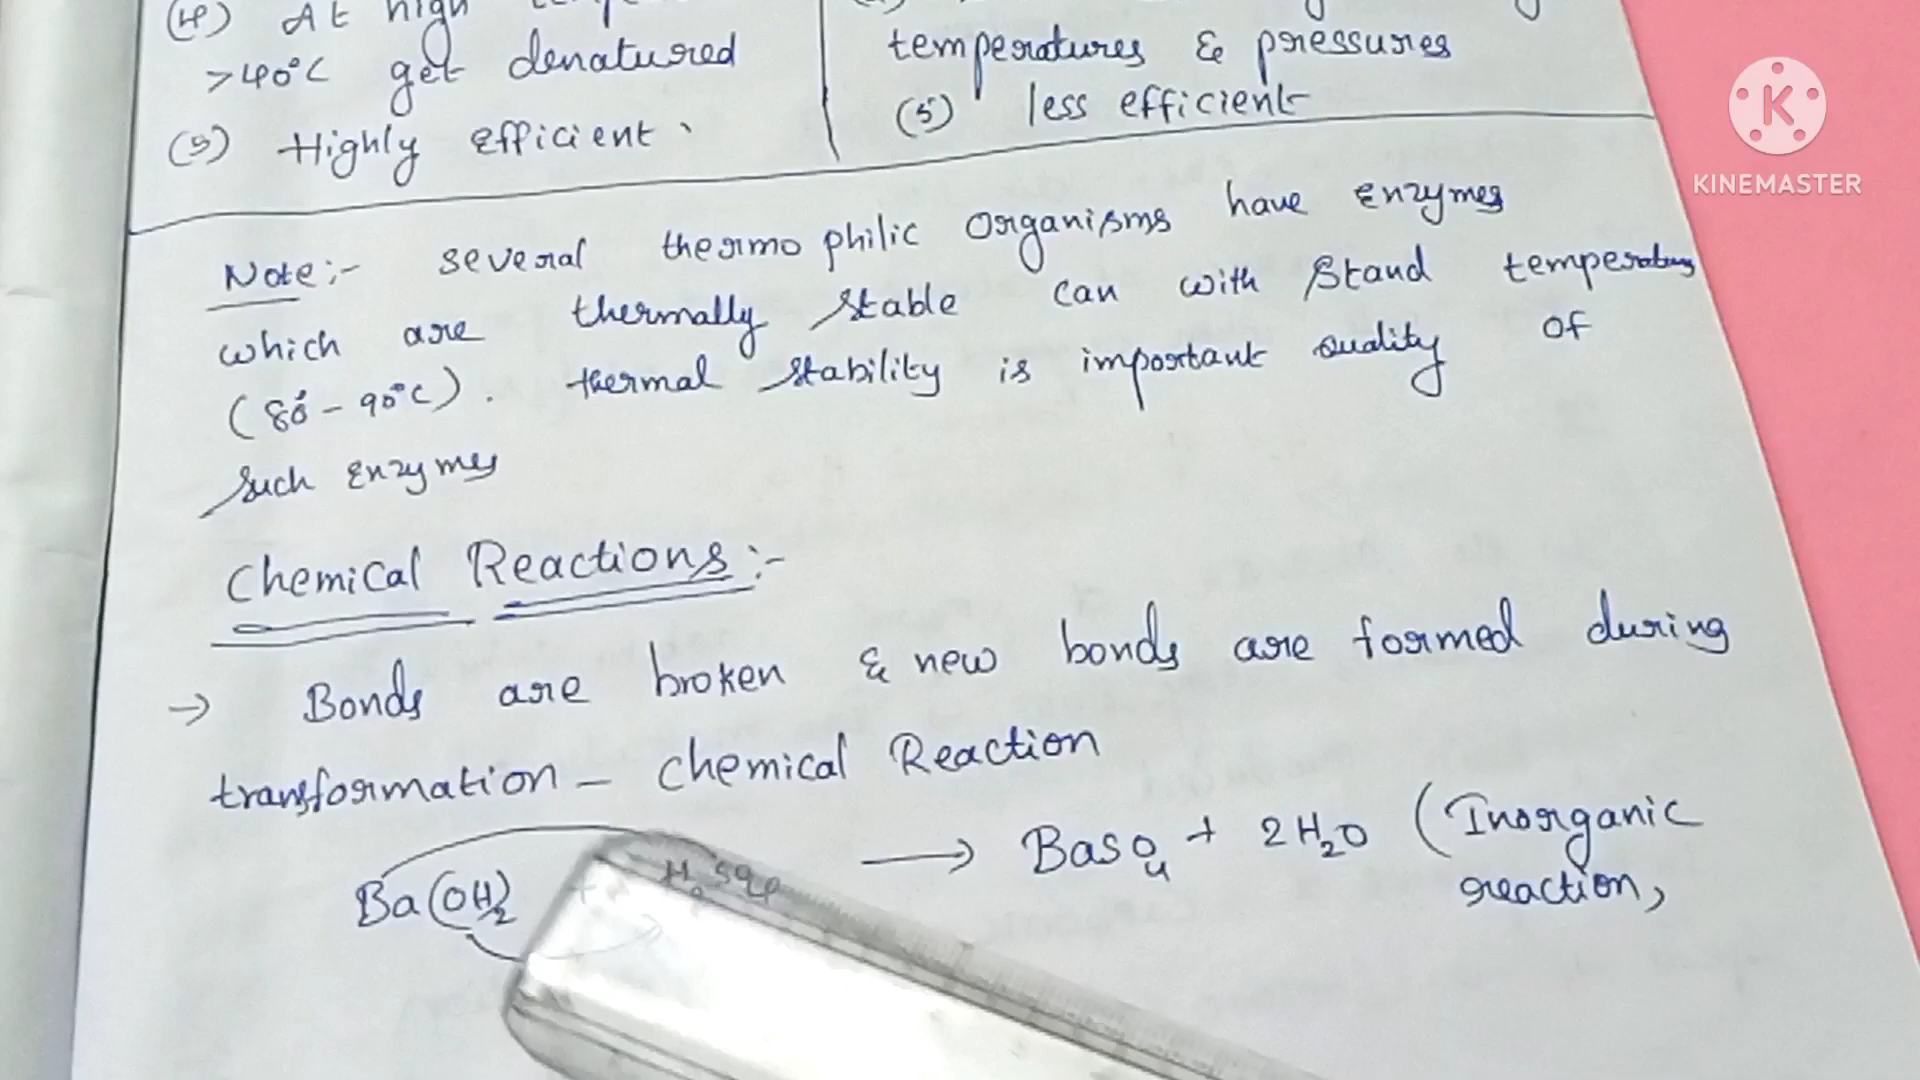 (4) At high
>40°C get denatured
(5) Highly efficient.
temperatures & pressures
(5) less efficient
KINEMASTER
Note:- several thermo philic organisms have enzymes
which are thermally stable can with stand
(80 - 90°C). thermal stability is important quality of
such enzymes
Chemical Reactions:-
→ Bonds are broken & new bonds are formed during
transformation - chemical Reaction
Ba(OH)2 + H2SO4 → BaSO4 + 2H2O (Inorganic
reaction,